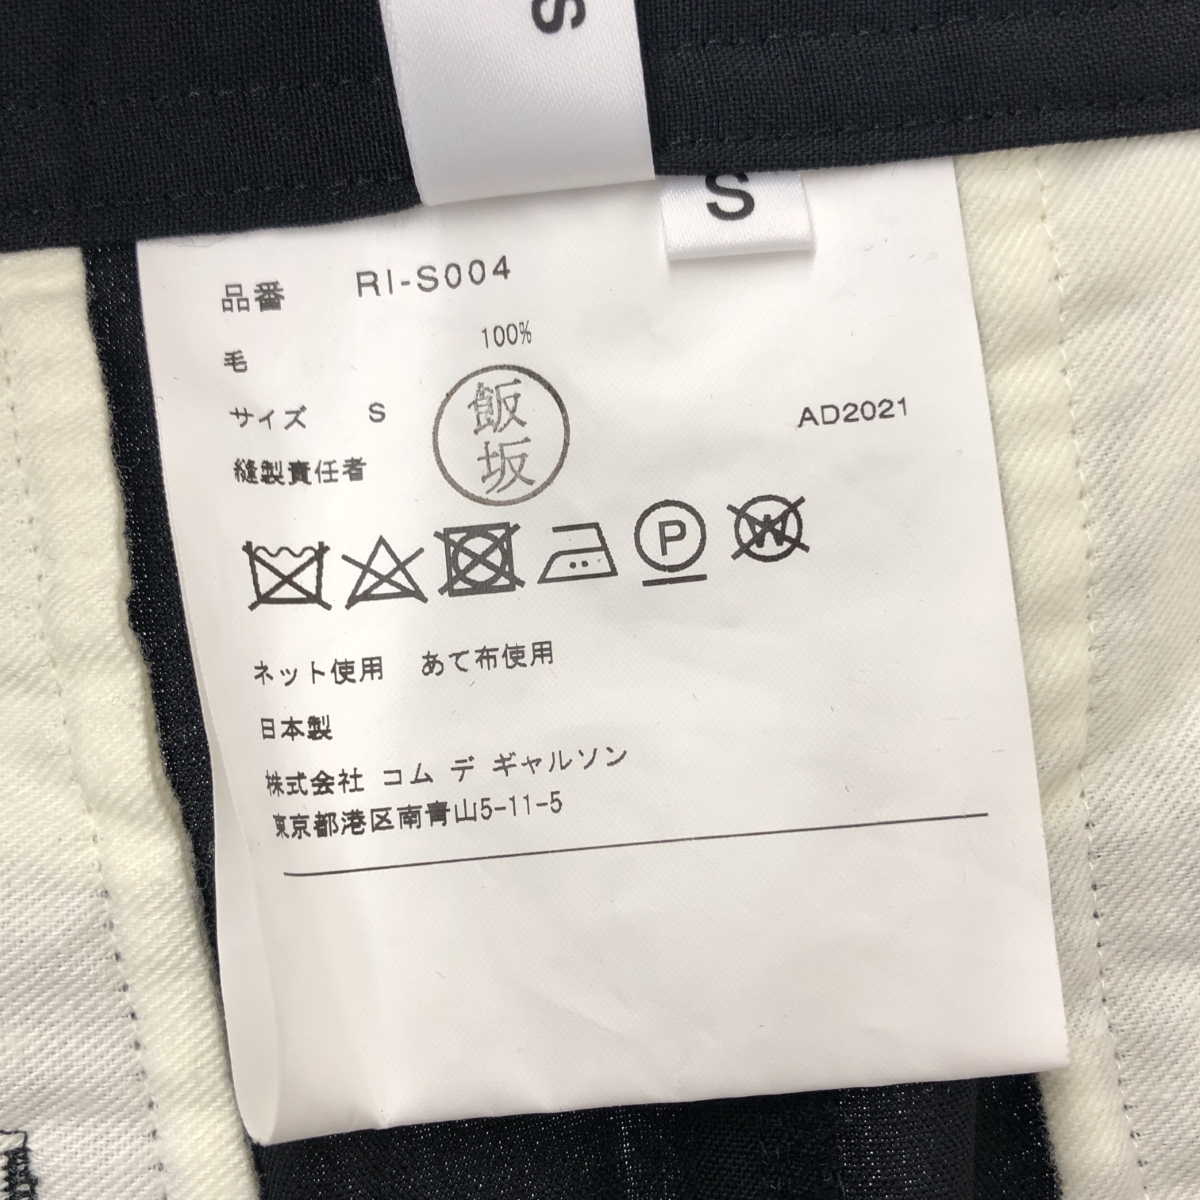 S
S
品番 RI-S004
毛 100%
サイズ S
飯坂
AD2021
縫製責任者
P W
ネット使用 あて布使用
日本製
株式会社 コム デ ギャルソン
東京都港区南青山5-11-5